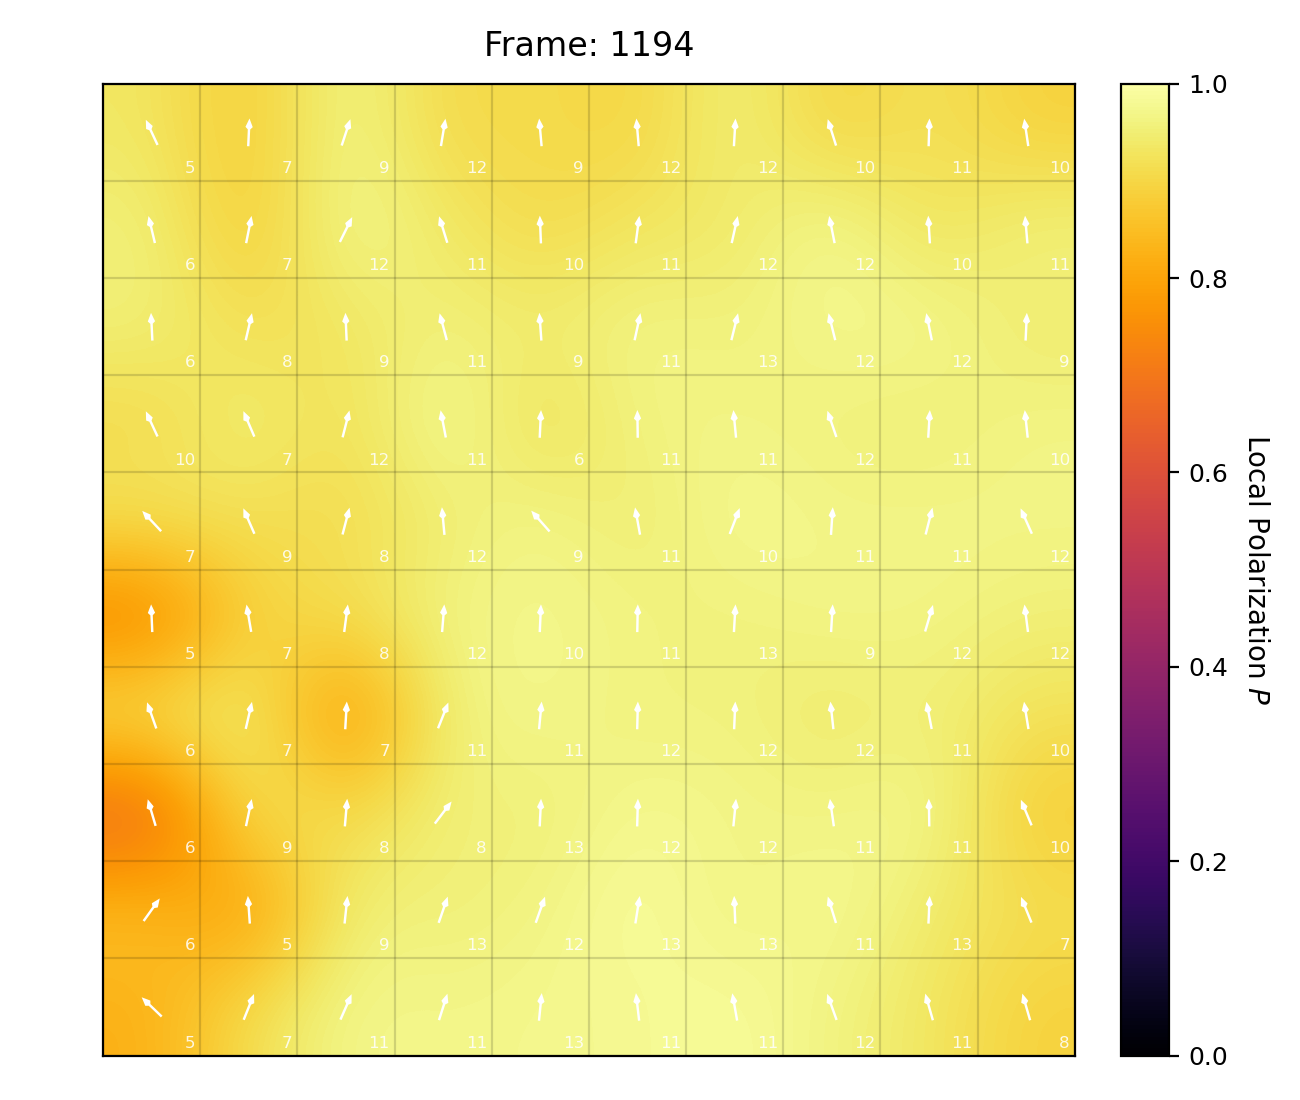 Frame: 1194
5 7 9 12 9 12 12 10 11 10
6 7 12 11 10 11 12 12 10 11
6 8 9 11 9 11 13 12 12 9
10 7 12 11 6 11 11 12 11 10
7 9 8 12 9 11 10 11 11 12
5 7 8 12 10 11 13 9 12 12
6 7 7 11 11 12 12 12 11 10
6 9 8 8 13 12 12 11 11 10
6 5 9 13 12 13 13 11 13 7
5 7 11 11 13 11 11 12 11 8
1.0
0.8
0.6
0.4
0.2
0.0
Local Polarization P